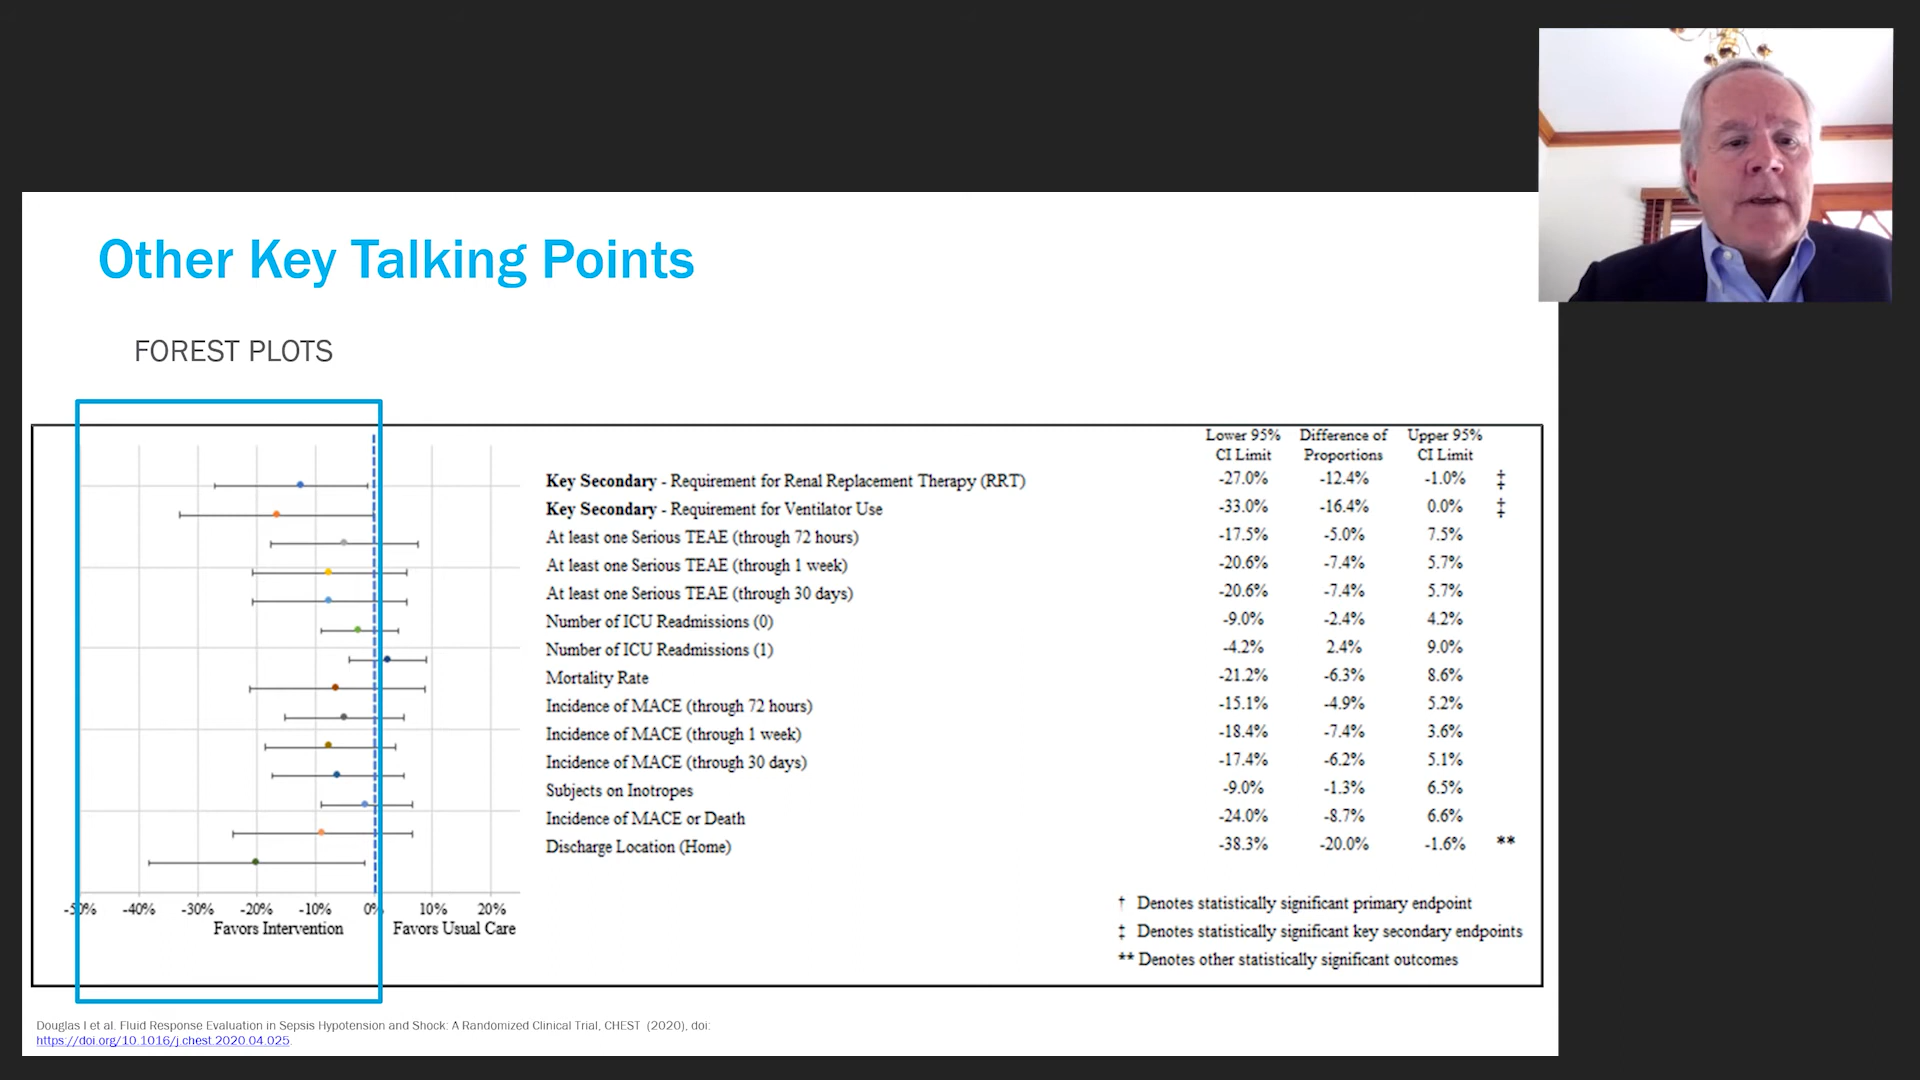 Other Key Talking Points
FOREST PLOTS
Lower 95% Difference of Upper 95%
CI Limit Proportions CI Limit
Key Secondary - Requirement for Renal Replacement Therapy (RRT) -27.0% -12.4% -1.0% ‡
Key Secondary - Requirement for Ventilator Use -33.0% -16.4% 0.0% ‡
At least one Serious TEAE (through 72 hours) -17.5% -5.0% 7.5%
At least one Serious TEAE (through 1 week) -20.6% -7.4% 5.7%
At least one Serious TEAE (through 30 days) -20.6% -7.4% 5.7%
Number of ICU Readmissions (0) -9.0% -2.4% 4.2%
Number of ICU Readmissions (1) -4.2% 2.4% 9.0%
Mortality Rate -21.2% -6.3% 8.6%
Incidence of MACE (through 72 hours) -15.1% -4.9% 5.2%
Incidence of MACE (through 1 week) -18.4% -7.4% 3.6%
Incidence of MACE (through 30 days) -17.4% -6.2% 5.1%
Subjects on Inotropes -9.0% -1.3% 6.5%
Incidence of MACE or Death -24.0% -8.7% 6.6%
Discharge Location (Home) -38.3% -20.0% -1.6% **
-50% -40% -30% -20% -10% 0% 10% 20%
Favors Intervention Favors Usual Care
† Denotes statistically significant primary endpoint
‡ Denotes statistically significant key secondary endpoints
** Denotes other statistically significant outcomes
Douglas I et al. Fluid Response Evaluation in Sepsis Hypotension and Shock: A Randomized Clinical Trial, CHEST (2020), doi:
https://doi.org/10.1016/j.chest.2020.04.025.